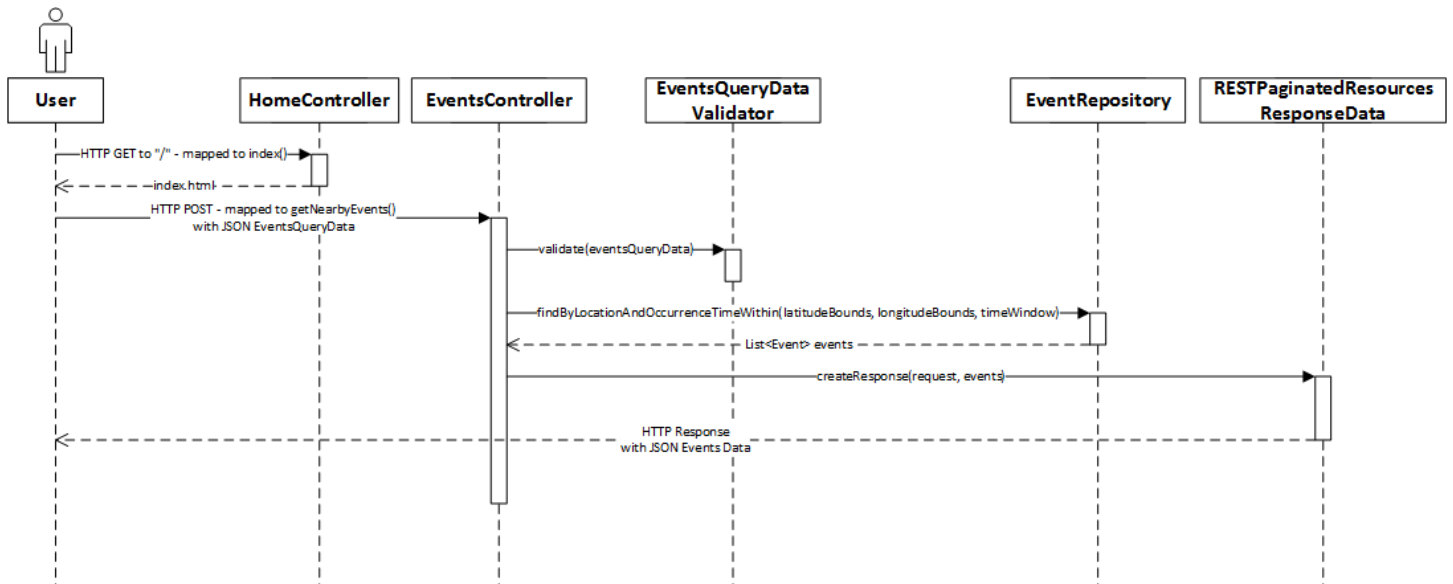 User
HomeController
EventsController
EventsQueryData
Validator
EventRepository
RESTPaginatedResources
ResponseData
HTTP GET to "/" - mapped to index()
index.html
HTTP POST - mapped to getNearbyEvents()
with JSON EventsQueryData
validate(eventsQueryData)
findByLocationAndOccurrenceTimeWithin(latitudeBounds, longitudeBounds, timeWindow)
List<Event> events
createResponse(request, events)
HTTP Response
with JSON Events Data